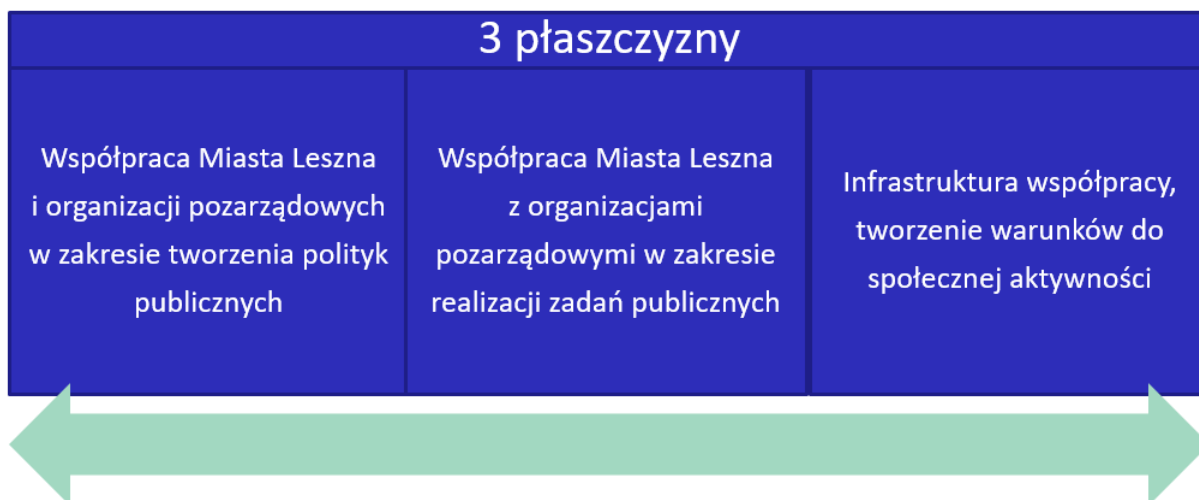 3 płaszczyzny
Współpraca Miasta Leszna
i organizacji pozarządowych
w zakresie tworzenia polityk
publicznych
Współpraca Miasta Leszna
z organizacjami
pozarządowymi w zakresie
realizacji zadań publicznych
Infrastruktura współpracy,
tworzenie warunków do
społecznej aktywności